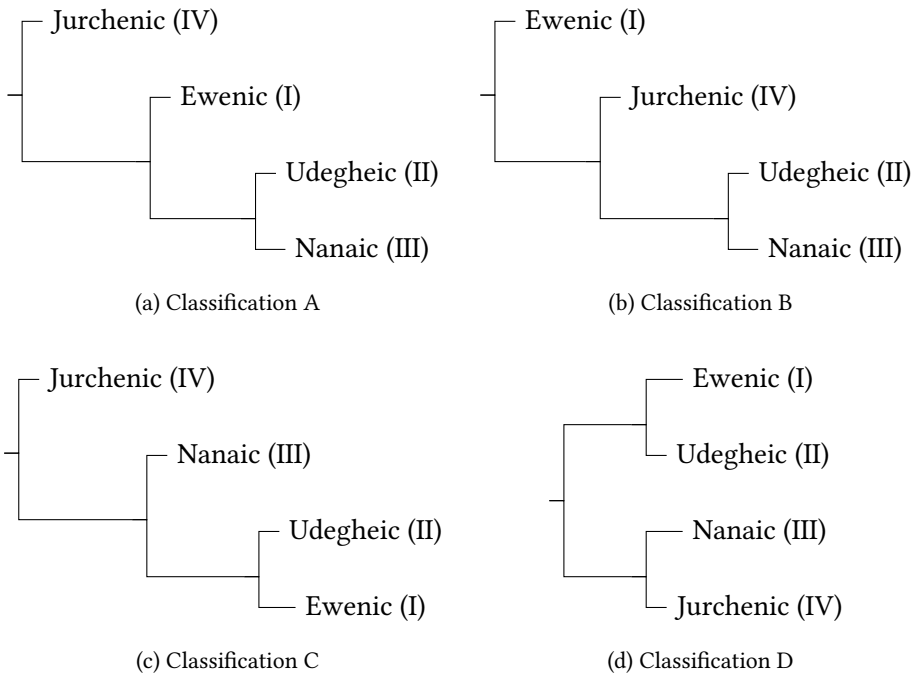 Jurchenic (IV)
Ewenic (I)
Udegheic (II)
Nanaic (III)
(a) Classification A
Ewenic (I)
Jurchenic (IV)
Udegheic (II)
Nanaic (III)
(b) Classification B
Jurchenic (IV)
Nanaic (III)
Udegheic (II)
Ewenic (I)
(c) Classification C
Ewenic (I)
Udegheic (II)
Nanaic (III)
Jurchenic (IV)
(d) Classification D